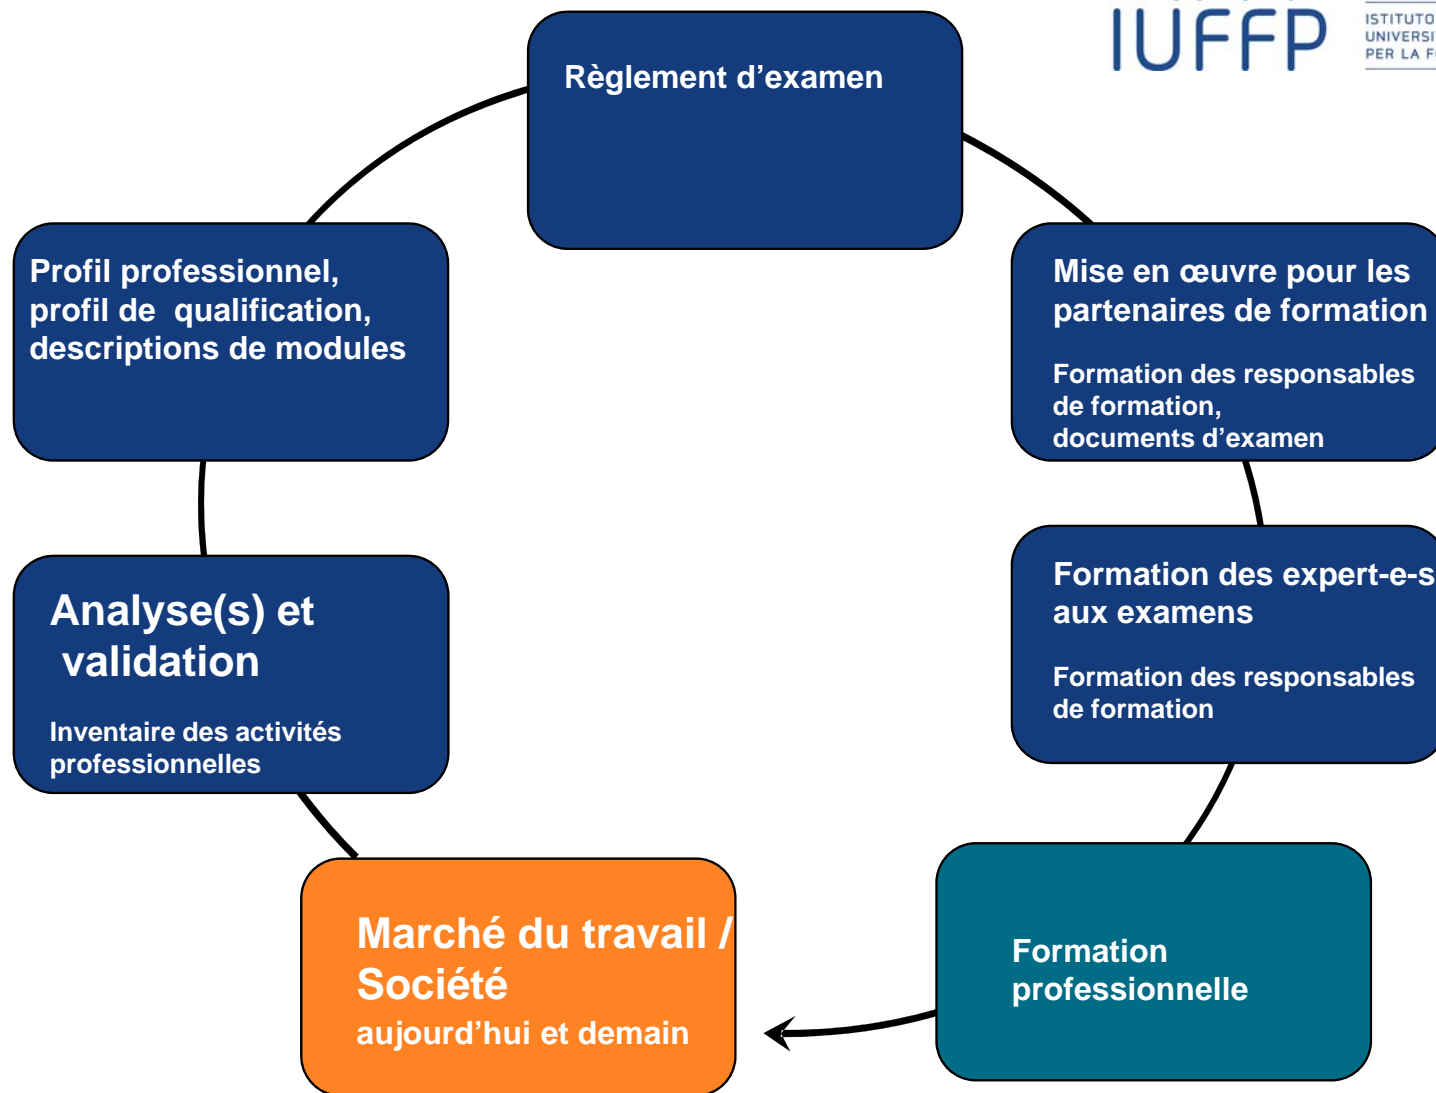 IUFFP
ISTITUTO
Règlement d’examen
Profil professionnel,
profil de  qualification,
descriptions de modules
Mise en œuvre pour les
partenaires de formation
Formation des responsables
de formation,
documents d’examen
Analyse(s) et
validation
Inventaire des activités
professionnelles
Formation des expert-e-s
aux examens
Formation des responsables
de formation
Marché du travail /
Société
aujourd’hui et demain
Formation
professionnelle
PER LA